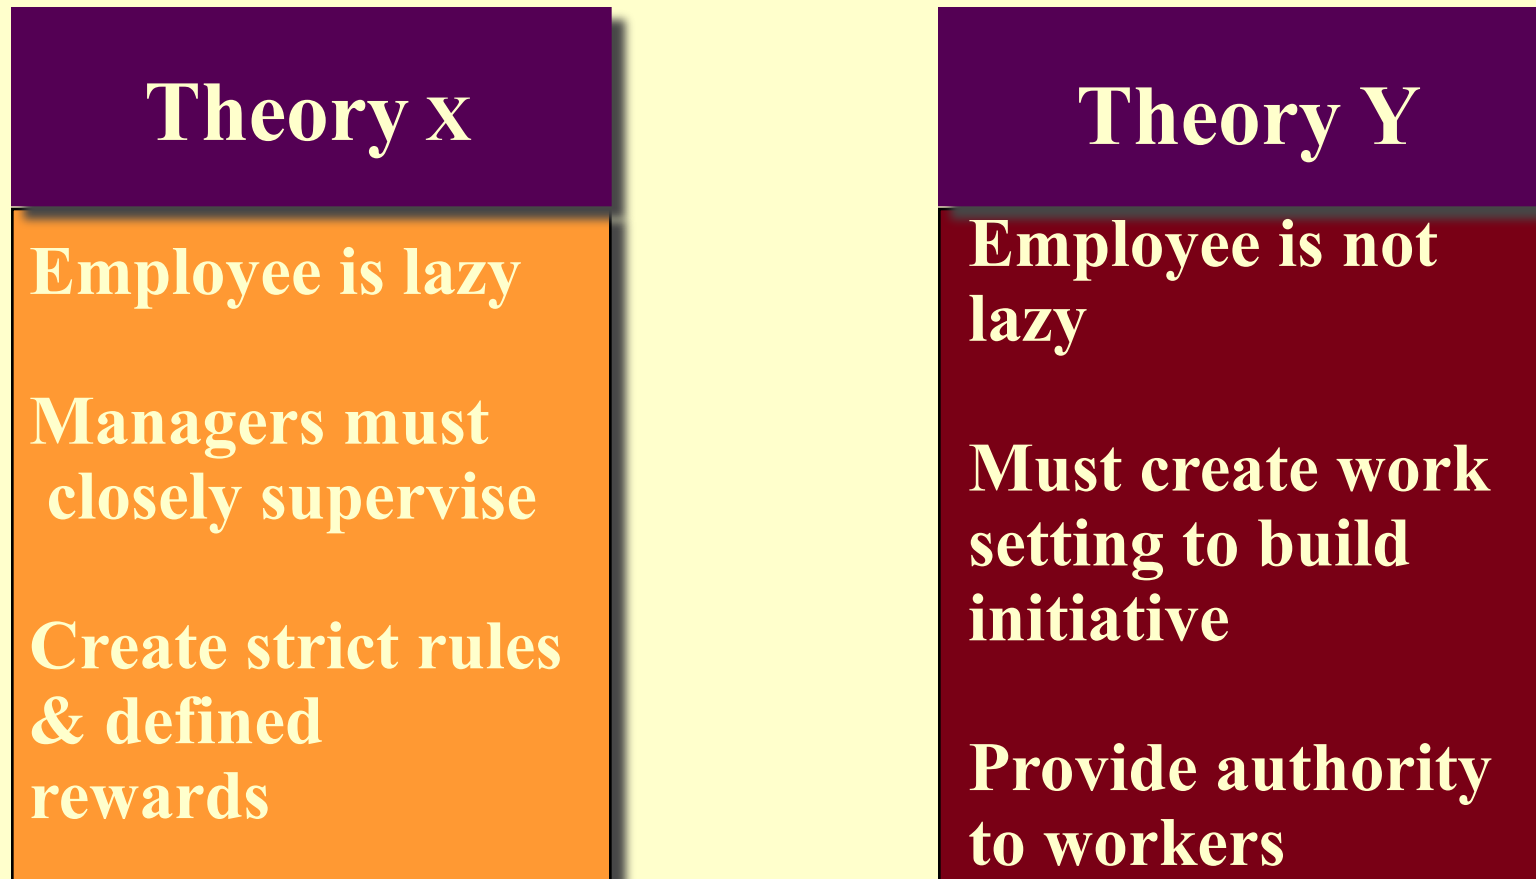 Theory X
Employee is lazy
Managers must
closely supervise
Create strict rules
& defined
rewards
Theory Y
Employee is not
lazy
Must create work
setting to build
initiative
Provide authority
to workers